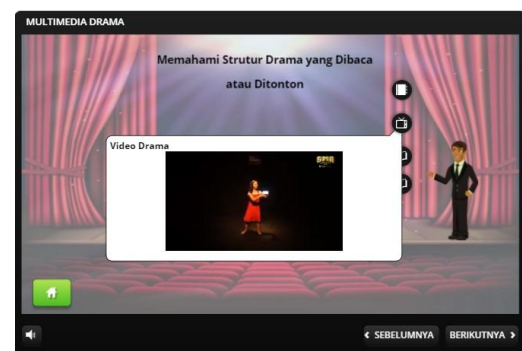 MULTIMEDIA DRAMA
Memahami Strutur Drama yang Dibaca
atau Ditonton
Video Drama
SEBELUMNYA
BERIKUTNYA